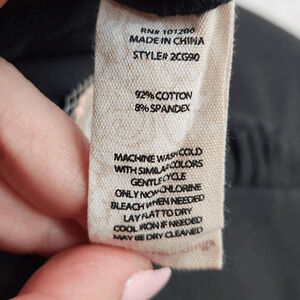 RN# 101200
MADE IN CHINA
STYLE# 2CG90
92% COTTON
8% SPANDEX
MACHINE WASH COLD
WITH SIMILAR COLORS
GENTLE CYCLE
ONLY NON-CHLORINE
BLEACH WHEN NEEDED
LAY FLAT TO DRY
COOL IRON IF NEEDED
MAY BE DRY CLEANED